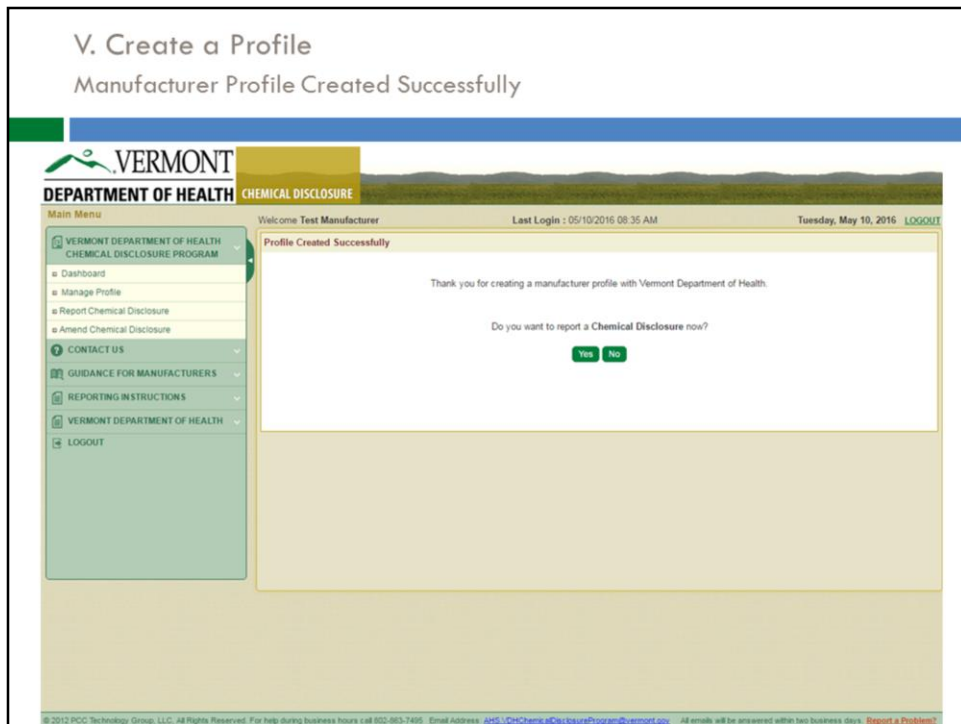 V. Create a Profile
Manufacturer Profile Created Successfully
VERMONT
DEPARTMENT OF HEALTH
CHEMICAL DISCLOSURE
Main Menu
Welcome Test Manufacturer
Last Login : 05/10/2016 08:35 AM
Tuesday, May 10, 2016 LOGOUT
VERMONT DEPARTMENT OF HEALTH
CHEMICAL DISCLOSURE PROGRAM
Dashboard
Manage Profile
Report Chemical Disclosure
Amend Chemical Disclosure
CONTACT US
GUIDANCE FOR MANUFACTURERS
REPORTING INSTRUCTIONS
VERMONT DEPARTMENT OF HEALTH
LOGOUT
Profile Created Successfully
Thank you for creating a manufacturer profile with Vermont Department of Health.
Do you want to report a Chemical Disclosure now?
Yes No
© 2012 PCC Technology Group, LLC. All Rights Reserved. For help during business hours call 802-863-7495 Email Address: AHS.VDHChemicalDisclosureProgram@vermont.gov All emails will be answered within two business days. Report a Problem?